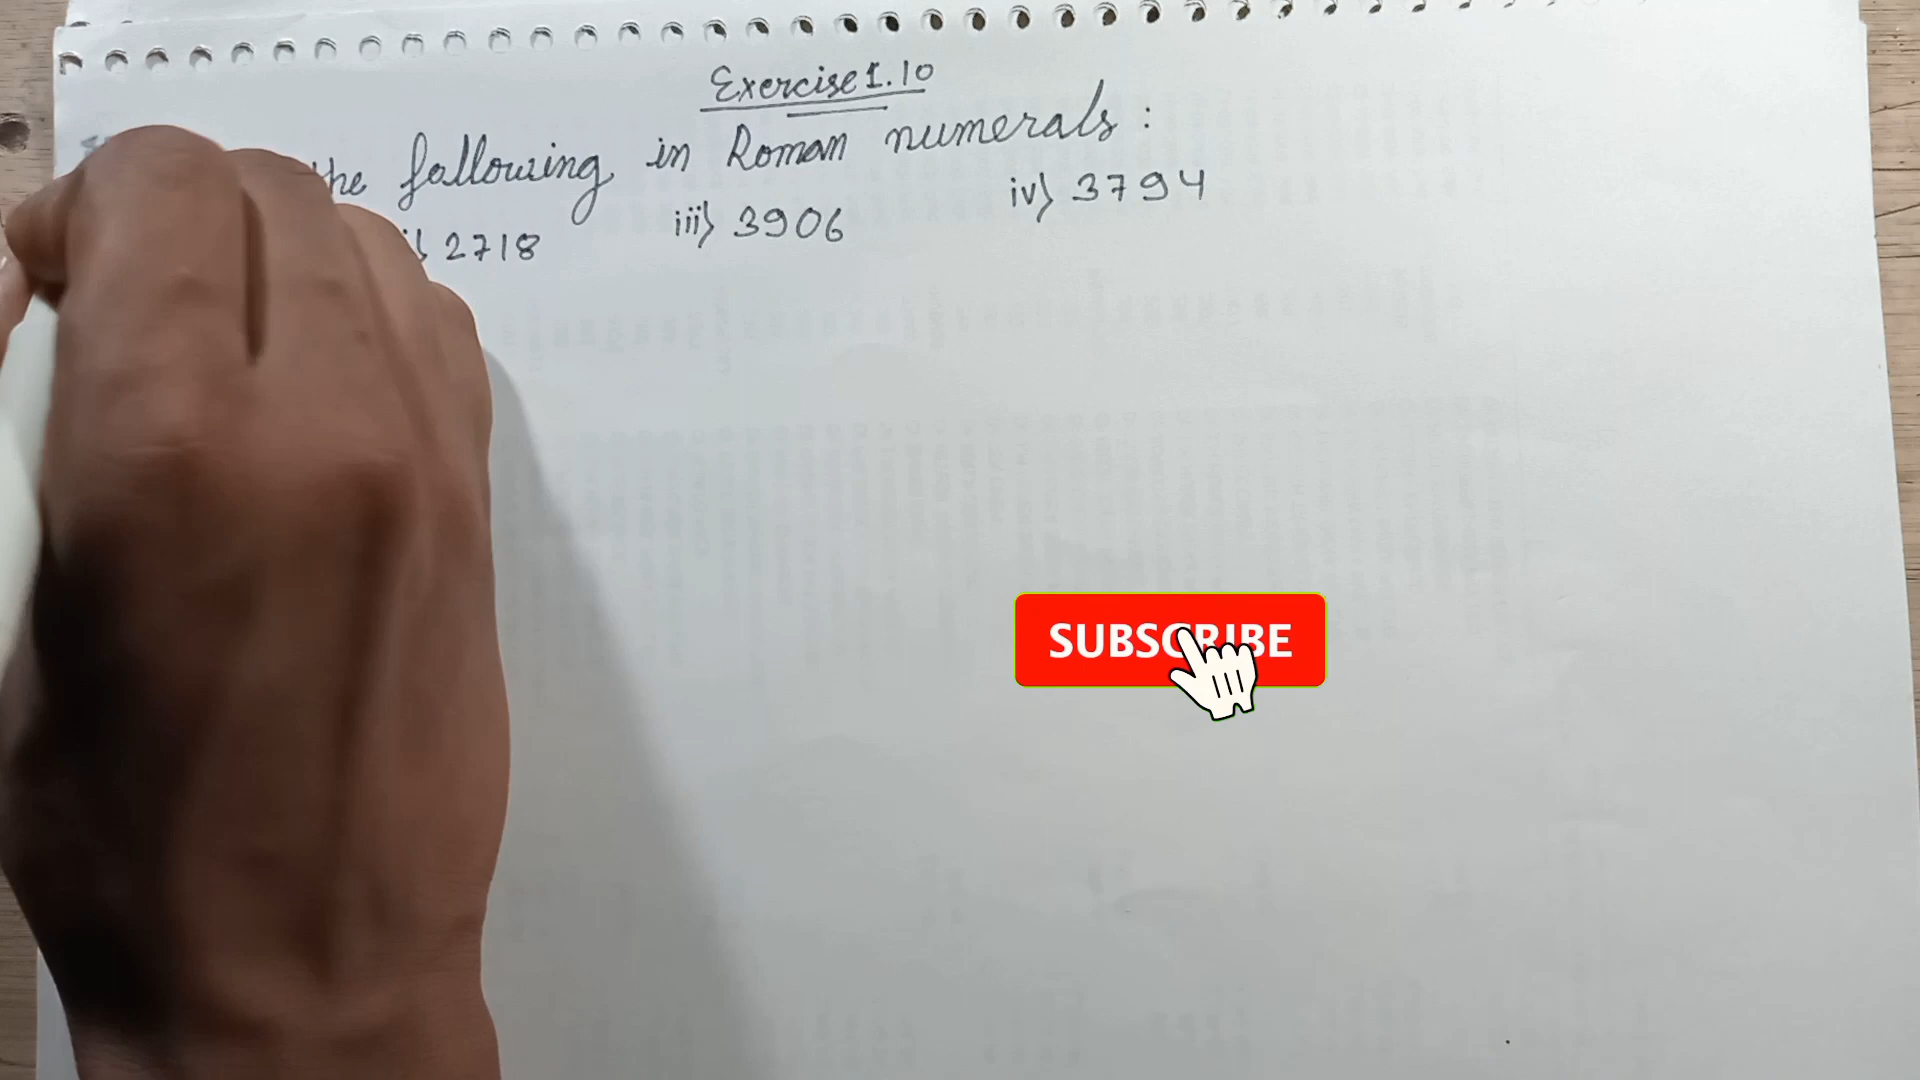 Exercise 1.10
the following in Roman numerals :
2718 iii) 3906 iv) 3794
SUBSCRIBE